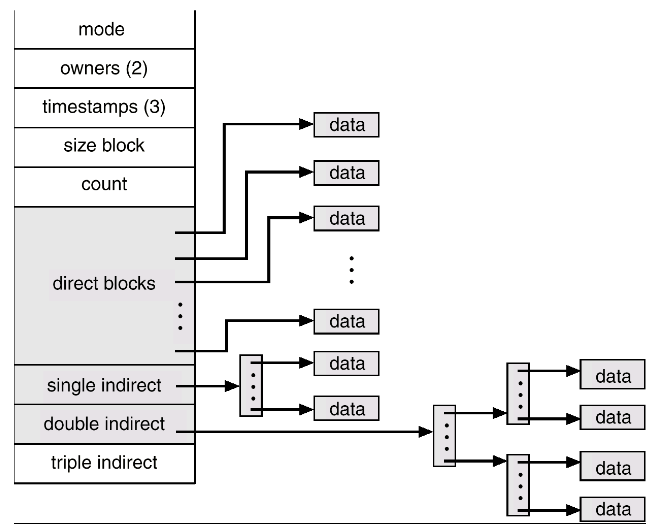 mode
owners (2)
timestamps (3)
size block
count
direct blocks
single indirect
double indirect
triple indirect
data
data
data
data
data
data
data
data
data
data